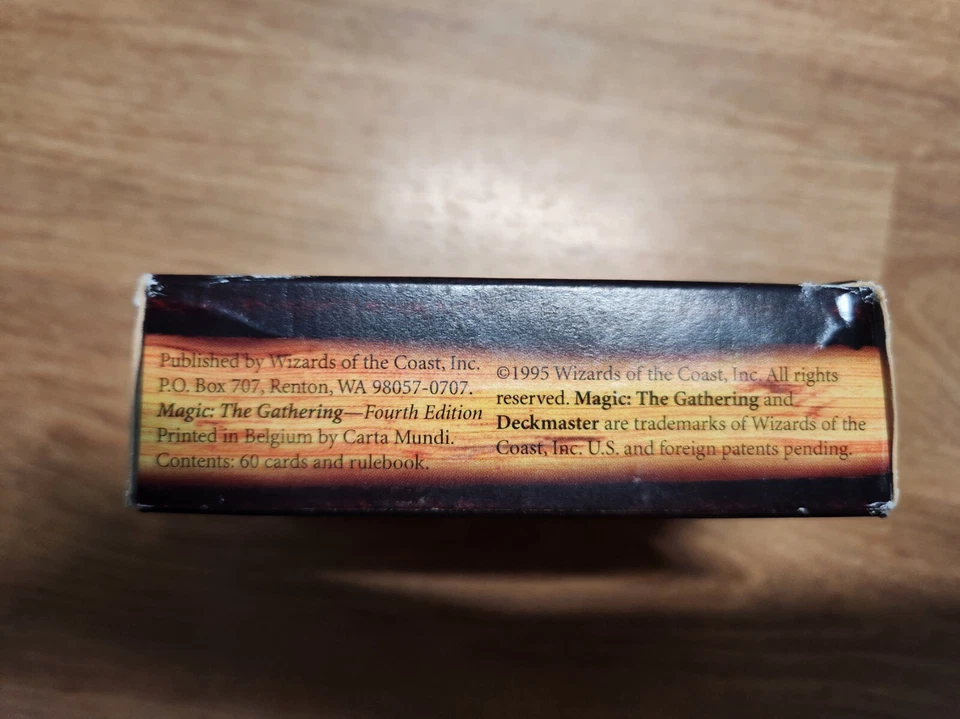 Published by Wizards of the Coast, Inc.
P.O. Box 707, Renton, WA 98057-0707.
Magic: The Gathering—Fourth Edition
Printed in Belgium by Carta Mundi.
Contents: 60 cards and rulebook.
©1995 Wizards of the Coast, Inc. All rights
reserved. Magic: The Gathering and
Deckmaster are trademarks of Wizards of the
Coast, Inc. U.S. and foreign patents pending.